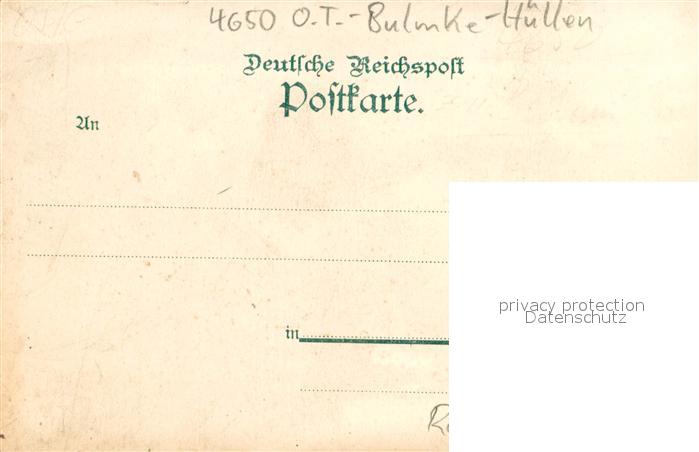 4650 O.T.-Bulmke-Hüllen
Deutsche Reichspost
Postkarte.
An
privacy protection
Datenschutz
in